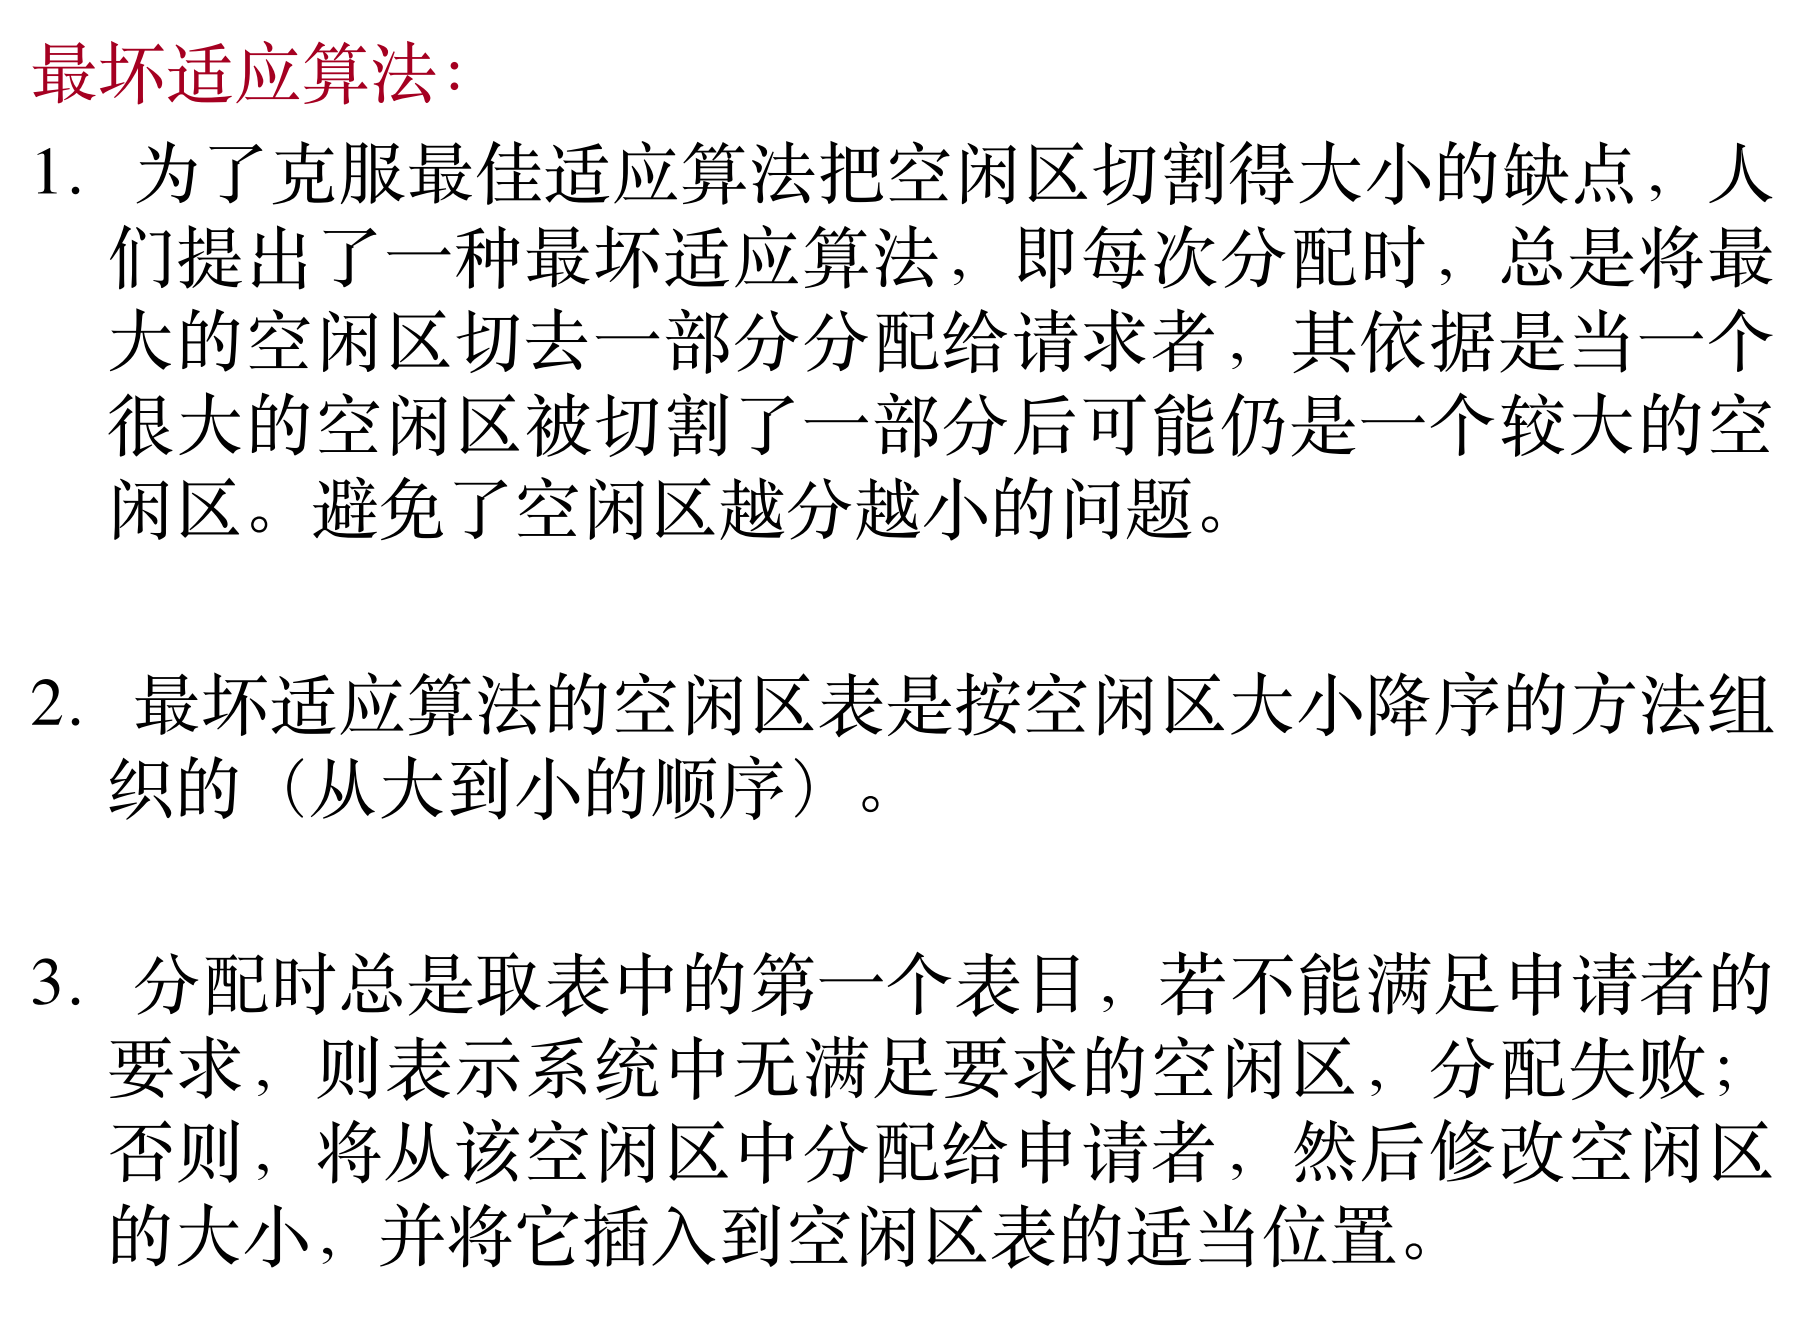 最坏适应算法：
1. 为了克服最佳适应算法把空闲区切割得大小的缺点，人
们提出了一种最坏适应算法，即每次分配时，总是将最
大的空闲区切去一部分分配给请求者，其依据是当一个
很大的空闲区被切割了一部分后可能仍是一个较大的空
闲区。避免了空闲区越分越小的问题。
2. 最坏适应算法的空闲区表是按空闲区大小降序的方法组
织的（从大到小的顺序）。
3. 分配时总是取表中的第一个表目，若不能满足申请者的
要求，则表示系统中无满足要求的空闲区，分配失败；
否则，将从该空闲区中分配给申请者，然后修改空闲区
的大小，并将它插入到空闲区表的适当位置。